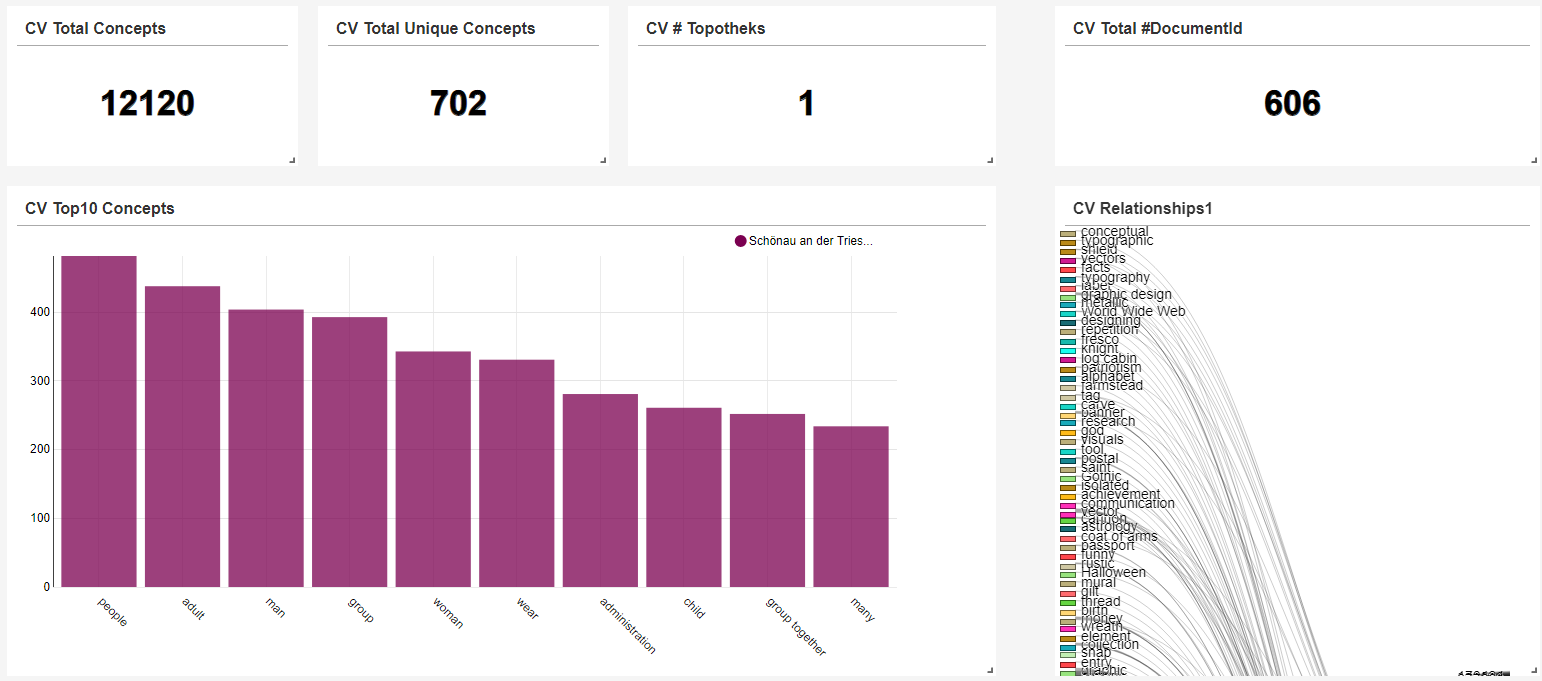 CV Total Concepts
12120
CV Total Unique Concepts
702
CV # Topotheks
1
CV Total #DocumentId
606
CV Top10 Concepts
Schönau an der Tries...
400
300
200
100
0
people
adult
man
group
woman
wear
administration
child
group together
many
CV Relationships1
conceptual
typographic
shield
vectors
facts
typography
label
graphic design
metallic
World Wide Web
designing
repetition
fresco
knight
log cabin
patriotism
alphabet
farmstead
tag
carve
banner
research
god
visuals
tool
postal
saint
Gothic
isolated
achievement
communication
vector
cannon
astrology
coat of arms
passport
funny
rustic
Halloween
mural
gilt
thread
birth
money
wreath
element
collection
snap
entry
graphic